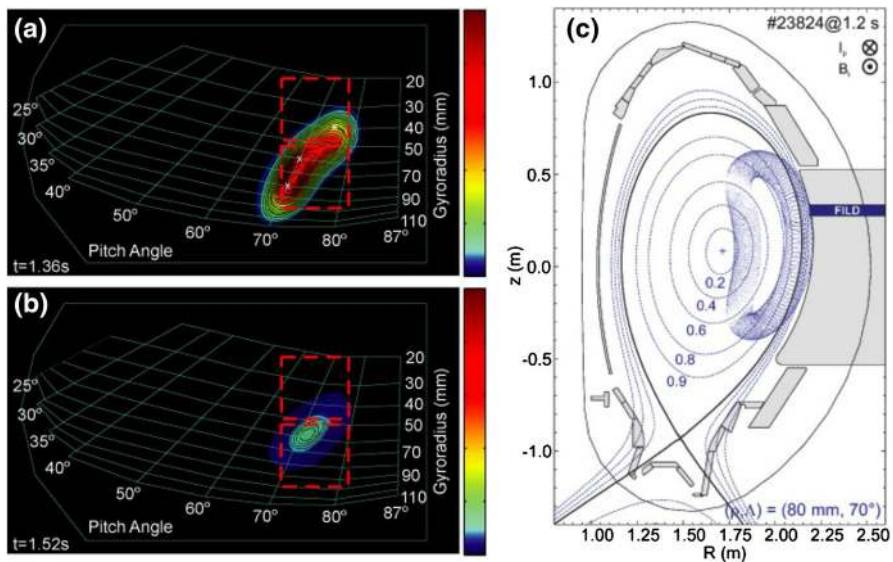 (a)
25°
30°
35°
40°
50°
60°
70°
80°
87°
20
30
40
50
70
90
110
Gyroradius (mm)
Pitch Angle
t=1.36s
(b)
25°
30°
35°
40°
50°
60°
70°
80°
87°
20
30
40
50
70
90
110
Gyroradius (mm)
Pitch Angle
t=1.52s
(c)
#23824@1.2 s
Ip
Bt
1.0
0.5
0.0
-0.5
-1.0
z (m)
FILD
0.2
0.4
0.6
0.8
0.9
(ρ,Λ) = (80 mm, 70°)
1.00 1.25 1.50 1.75 2.00 2.25 2.50
R (m)